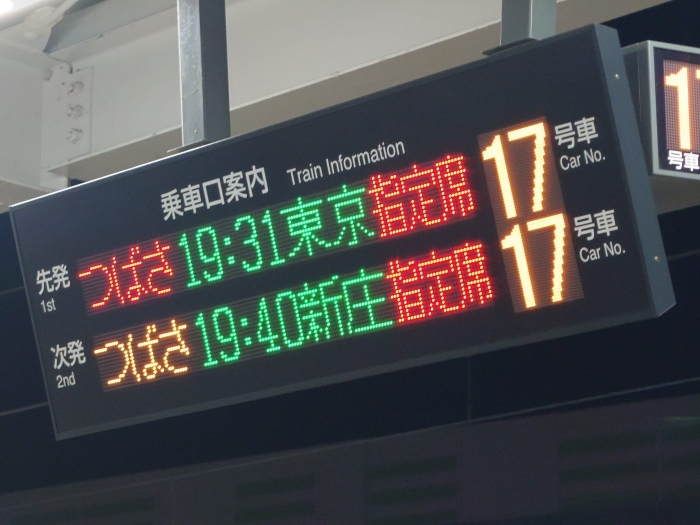 乗車口案内 Train Information
先発 つばさ 19:31 東京 指定席 17 号車
1st Car No.
次発 つばさ 19:40 新庄 指定席 17 号車
2nd Car No.
1
号車